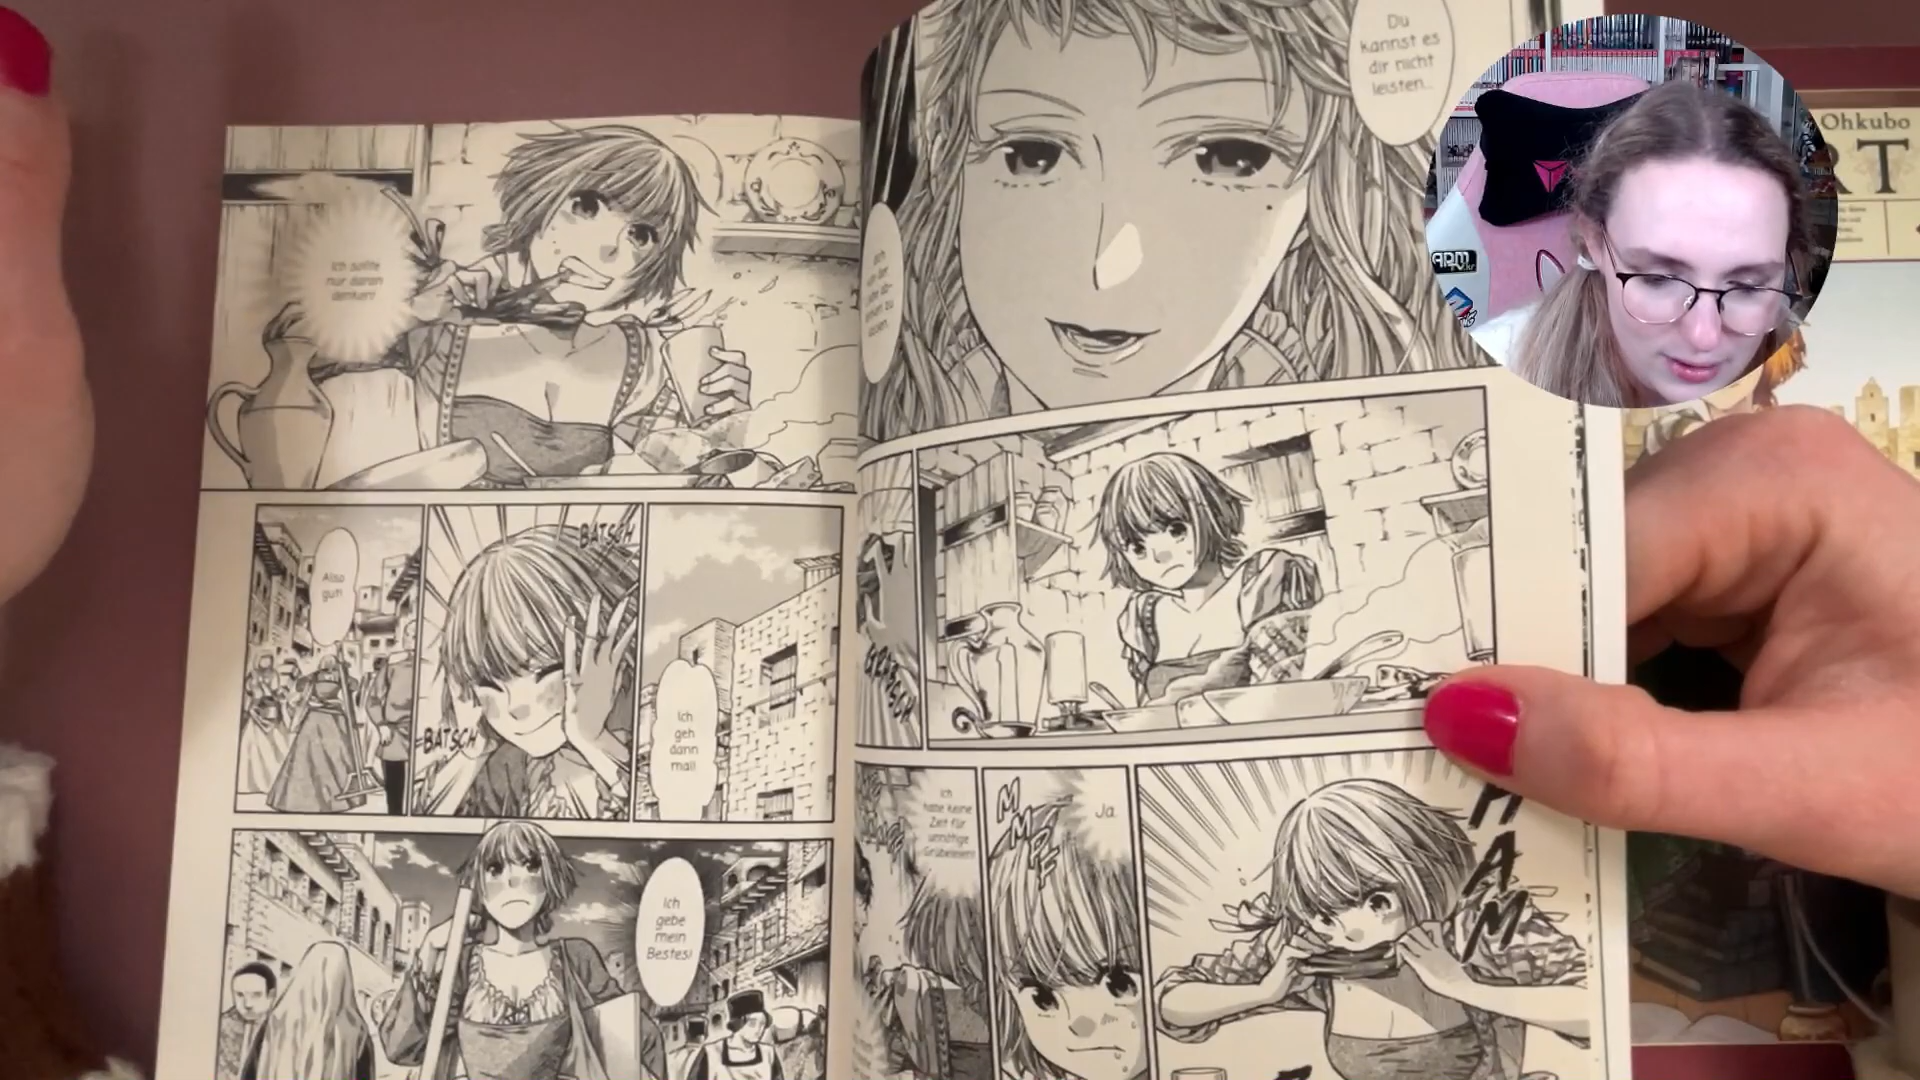 Du
kannst es
dir nicht
leisten...
Ich sollte
nur daran
denken!
Also
gut!
BATSCH
BATSCH
Ich
geh
dann
mal!
Ich
gebe
mein
Bestes!
Ich
habe keine
Zeit für
unnötige
Grübeleien!
MMPF
Ja.
HAM
Ohkubo
RT